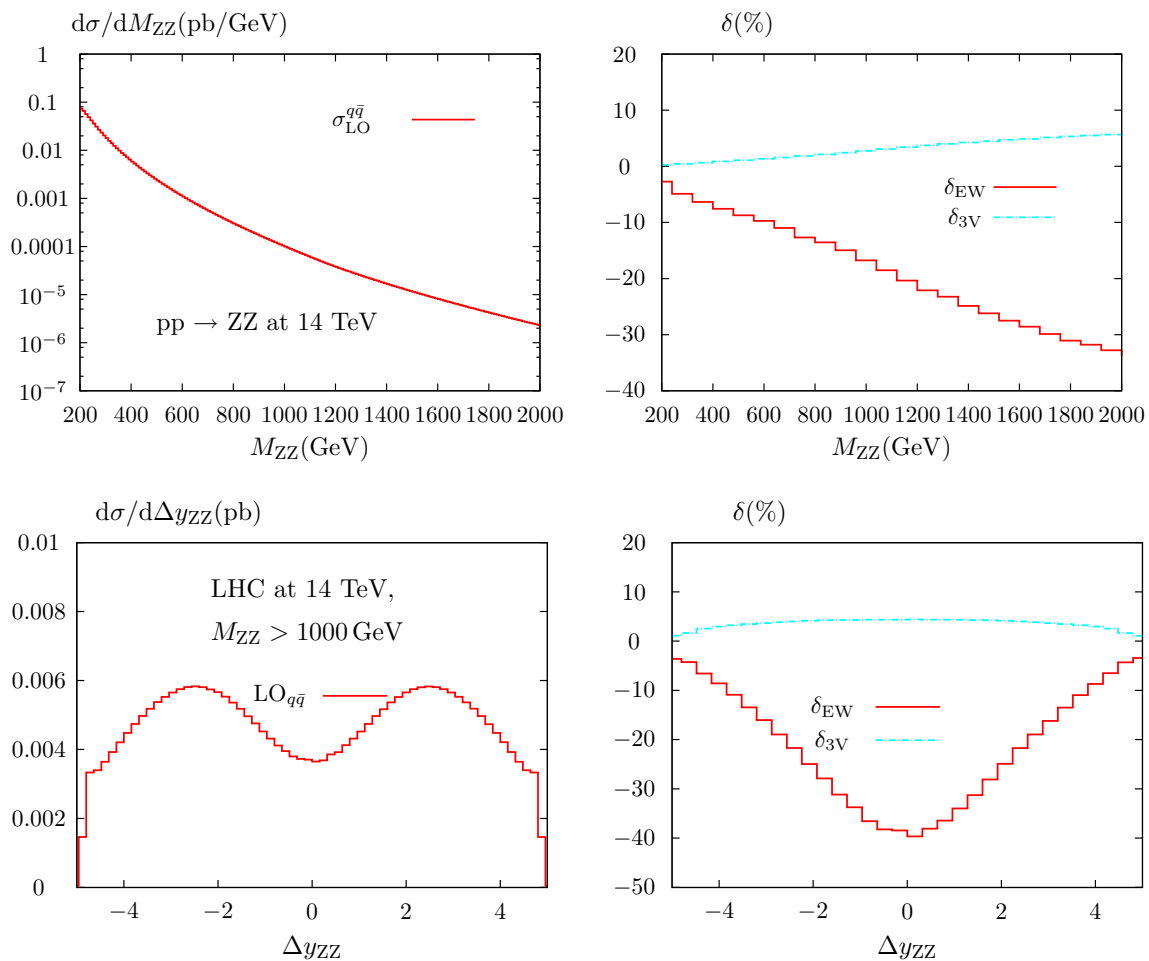 dσ/dM_ZZ(pb/GeV)
1
0.1
0.01
0.001
0.0001
10^−5
10^−6
10^−7
σ_LO^{qq̄}
pp → ZZ at 14 TeV
200 400 600 800 1000 1200 1400 1600 1800 2000
M_ZZ(GeV)
δ(%)
20
10
0
−10
−20
−30
−40
δ_EW
δ_3V
200 400 600 800 1000 1200 1400 1600 1800 2000
M_ZZ(GeV)
dσ/dΔy_ZZ(pb)
0.01
0.008
0.006
0.004
0.002
0
LHC at 14 TeV,
M_ZZ > 1000 GeV
LO_{qq̄}
−4 −2 0 2 4
Δy_ZZ
δ(%)
20
10
0
−10
−20
−30
−40
−50
δ_EW
δ_3V
−4 −2 0 2 4
Δy_ZZ